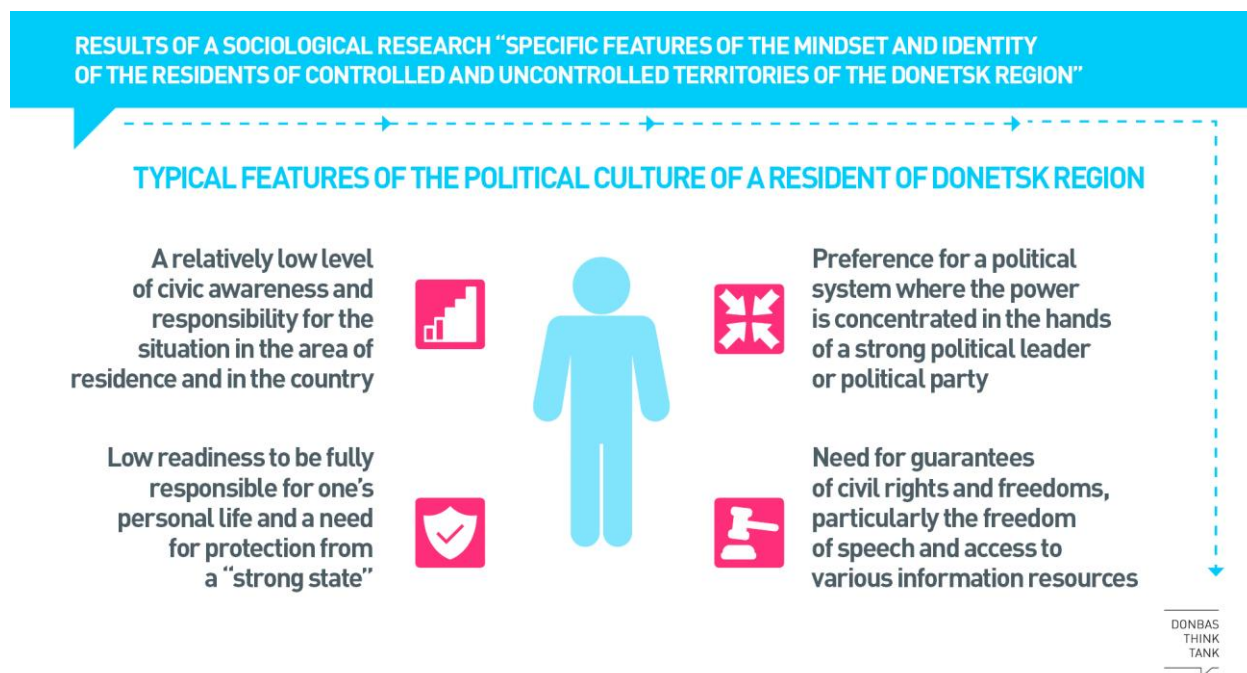 RESULTS OF A SOCIOLOGICAL RESEARCH “SPECIFIC FEATURES OF THE MINDSET AND IDENTITY
OF THE RESIDENTS OF CONTROLLED AND UNCONTROLLED TERRITORIES OF THE DONETSK REGION”
TYPICAL FEATURES OF THE POLITICAL CULTURE OF A RESIDENT OF DONETSK REGION
A relatively low level
of civic awareness and
responsibility for the
situation in the area of
residence and in the country
Low readiness to be fully
responsible for one’s
personal life and a need
for protection from
a “strong state”
Preference for a political
system where the power
is concentrated in the hands
of a strong political leader
or political party
Need for guarantees
of civil rights and freedoms,
particularly the freedom
of speech and access to
various information resources
DONBAS
THINK
TANK